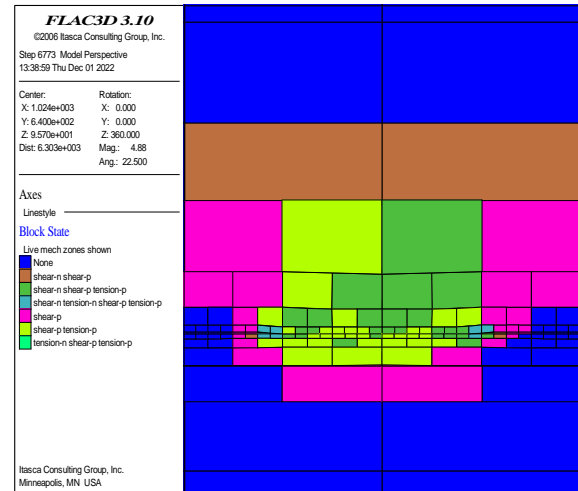 FLAC3D 3.10
©2006 Itasca Consulting Group, Inc.
Step 6773 Model Perspective
13:38:59 Thu Dec 01 2022
Center: Rotation:
X: 1.024e+003 X: 0.000
Y: 6.400e+002 Y: 0.000
Z: 9.570e+001 Z: 360.000
Dist: 6.303e+003 Mag.: 4.88
Ang.: 22.500
Axes
Linestyle
Block State
Live mech zones shown
None
shear-n shear-p
shear-n shear-p tension-p
shear-n tension-n shear-p tension-p
shear-p
shear-p tension-p
tension-n shear-p tension-p
Itasca Consulting Group, Inc.
Minneapolis, MN USA